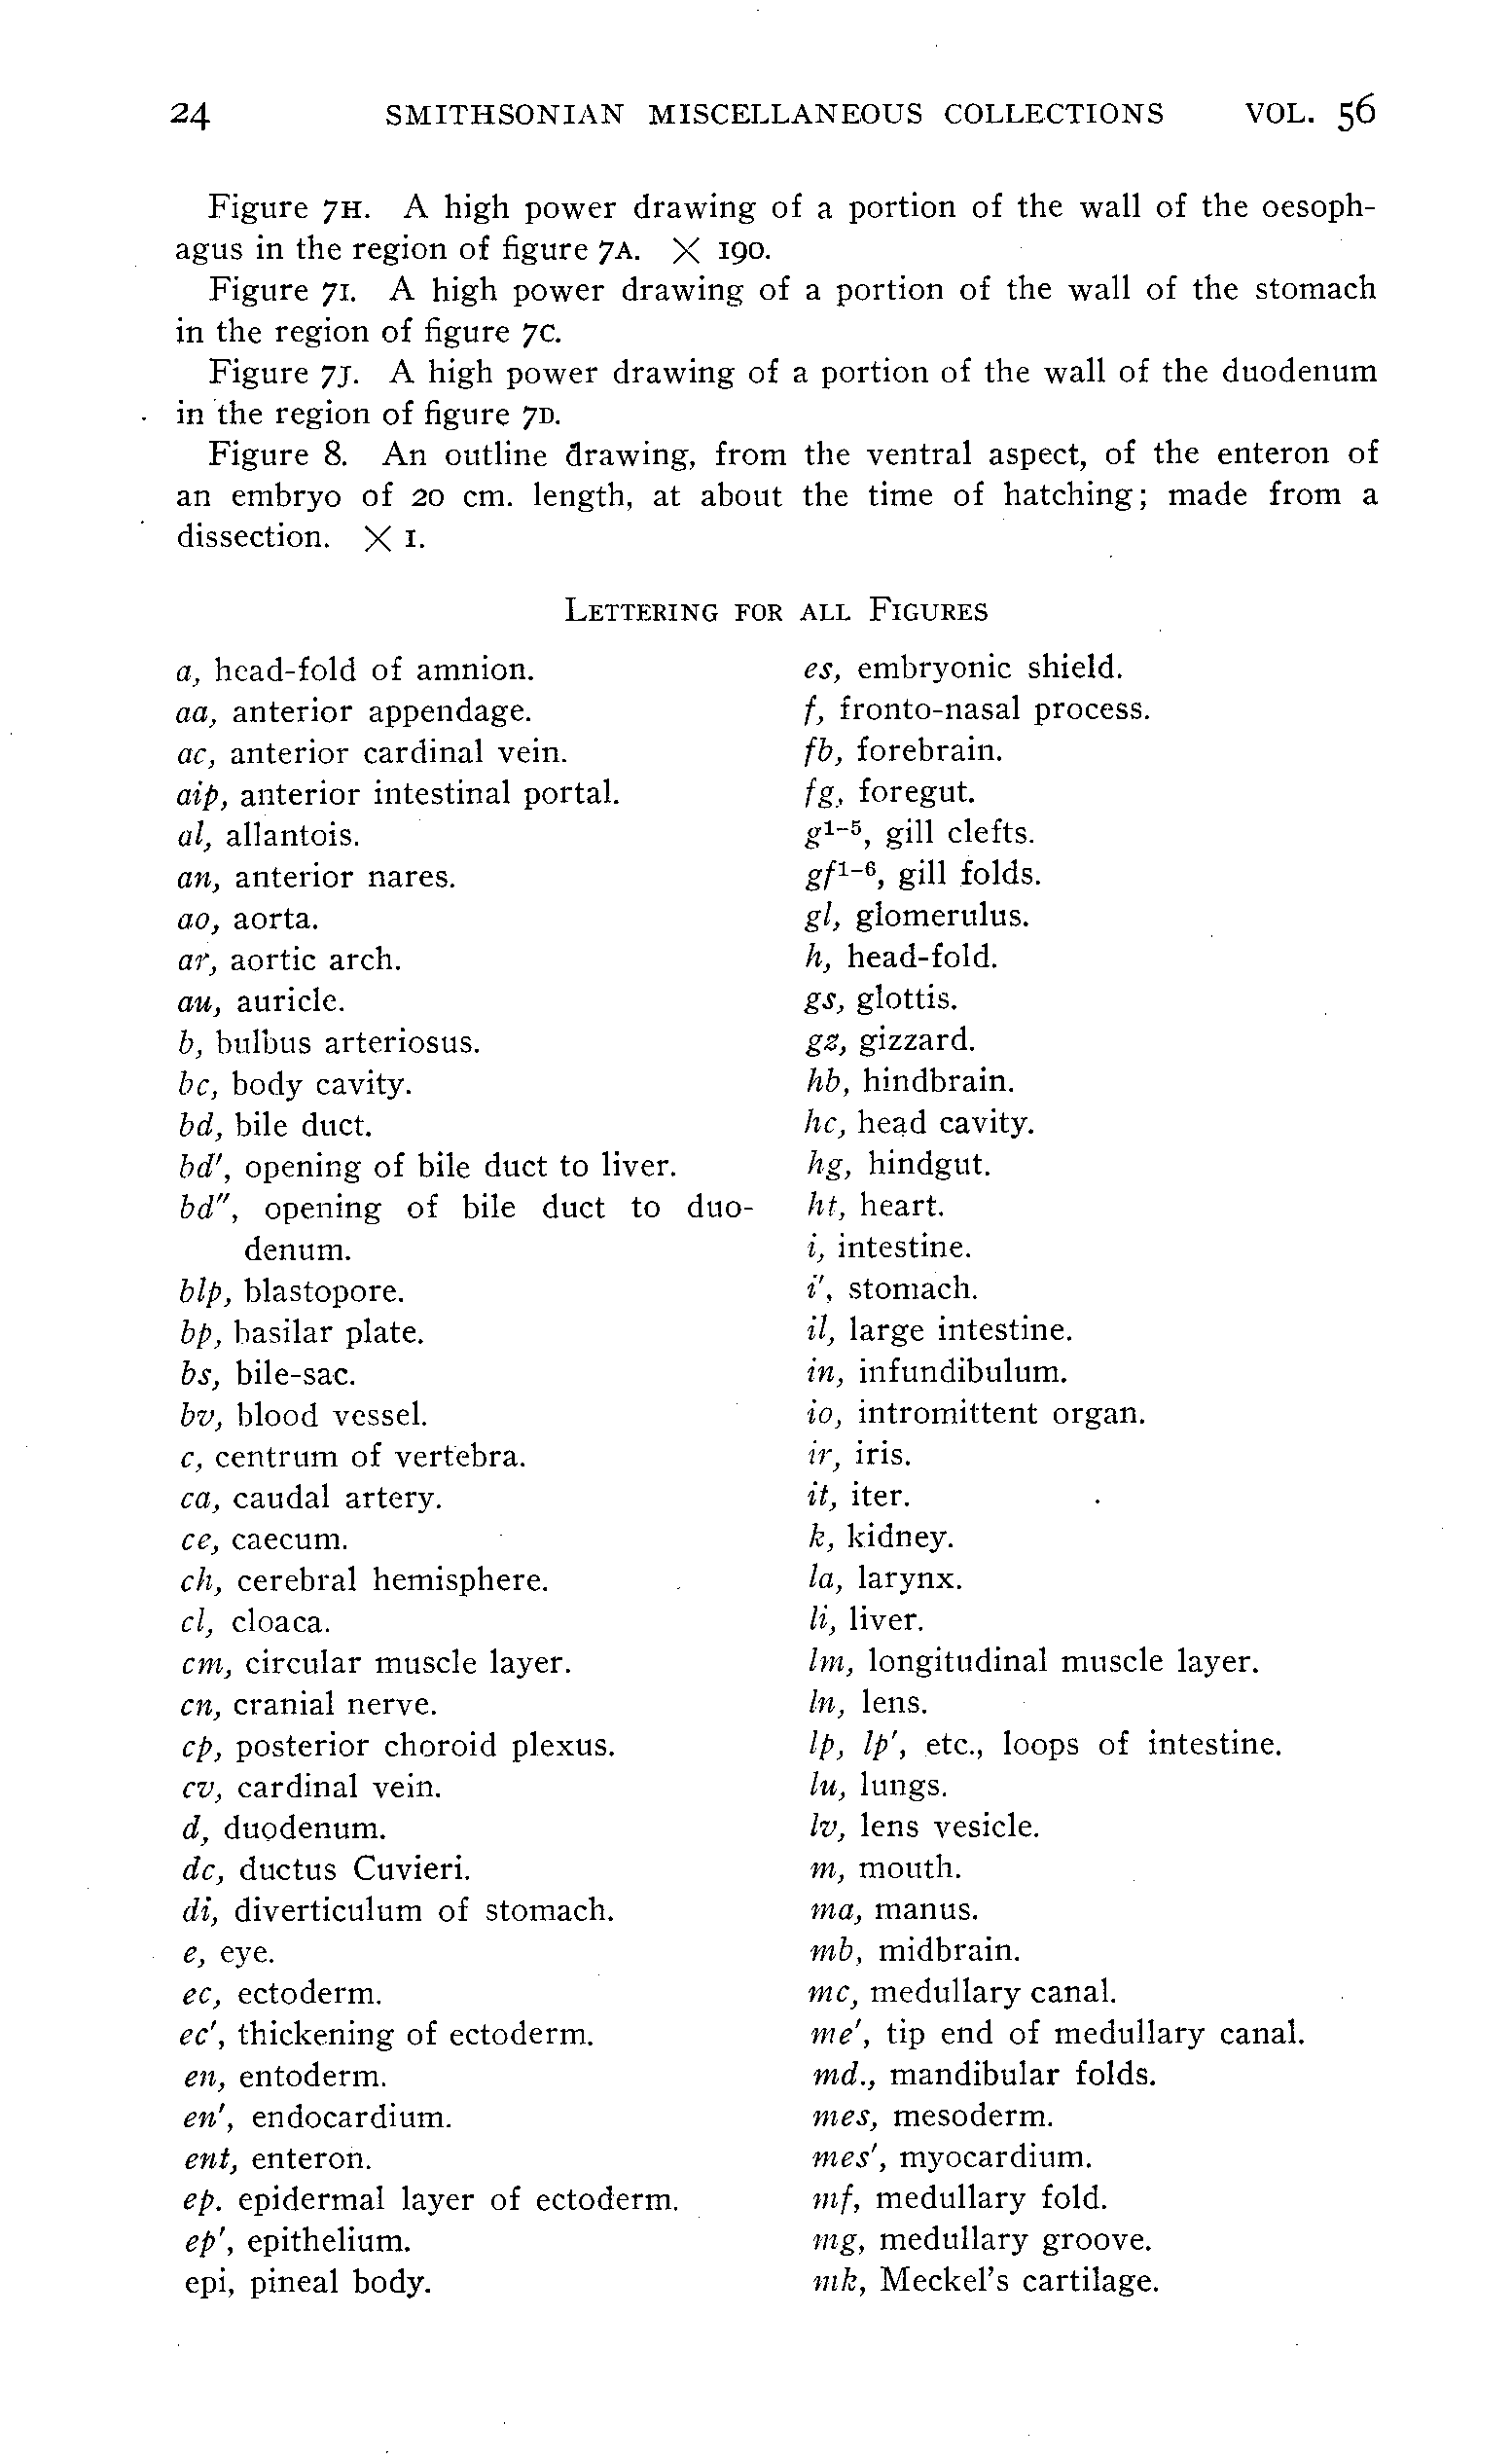 24 SMITHSONIAN MISCELLANEOUS COLLECTIONS VOL. 56
Figure 7H. A high power drawing of a portion of the wall of the oesoph-
agus in the region of figure 7A. X 190.
Figure 7I. A high power drawing of a portion of the wall of the stomach
in the region of figure 7C.
Figure 7J. A high power drawing of a portion of the wall of the duodenum
in the region of figure 7D.
Figure 8. An outline drawing, from the ventral aspect, of the enteron of
an embryo of 20 cm. length, at about the time of hatching; made from a
dissection. X 1.
LETTERING FOR ALL FIGURES
a, head-fold of amnion.
aa, anterior appendage.
ac, anterior cardinal vein.
aip, anterior intestinal portal.
al, allantois.
an, anterior nares.
ao, aorta.
ar, aortic arch.
au, auricle.
b, bulbus arteriosus.
bc, body cavity.
bd, bile duct.
bd', opening of bile duct to liver.
bd", opening of bile duct to duo-
denum.
blp, blastopore.
bp, basilar plate.
bs, bile-sac.
bv, blood vessel.
c, centrum of vertebra.
ca, caudal artery.
ce, caecum.
ch, cerebral hemisphere.
cl, cloaca.
cm, circular muscle layer.
cn, cranial nerve.
cp, posterior choroid plexus.
cv, cardinal vein.
d, duodenum.
dc, ductus Cuvieri.
di, diverticulum of stomach.
e, eye.
ec, ectoderm.
ec', thickening of ectoderm.
en, entoderm.
en', endocardium.
ent, enteron.
ep. epidermal layer of ectoderm.
ep', epithelium.
epi, pineal body.
es, embryonic shield.
f, fronto-nasal process.
fb, forebrain.
fg, foregut.
g¹⁻⁵, gill clefts.
gf¹⁻⁶, gill folds.
gl, glomerulus.
h, head-fold.
gs, glottis.
gz, gizzard.
hb, hindbrain.
hc, head cavity.
hg, hindgut.
ht, heart.
i, intestine.
i', stomach.
il, large intestine.
in, infundibulum.
io, intromittent organ.
ir, iris.
it, iter.
k, kidney.
la, larynx.
li, liver.
lm, longitudinal muscle layer.
ln, lens.
lp, lp', etc., loops of intestine.
lu, lungs.
lv, lens vesicle.
m, mouth.
ma, manus.
mb, midbrain.
mc, medullary canal.
me', tip end of medullary canal.
md., mandibular folds.
mes, mesoderm.
mes', myocardium.
mf, medullary fold.
mg, medullary groove.
mk, Meckel's cartilage.